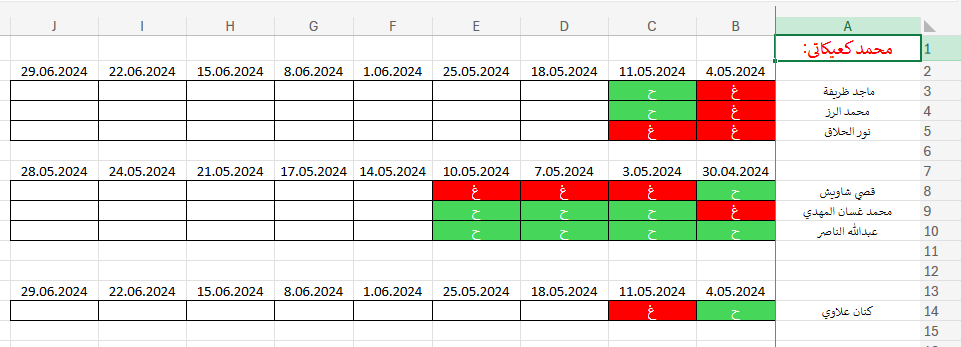 A B C D E F G H I J
1 محمد كعيكاتي:
2 4.05.2024 11.05.2024 18.05.2024 25.05.2024 1.06.2024 8.06.2024 15.06.2024 22.06.2024 29.06.2024
3 ماجد ظريفة غ ح
4 محمد الرز غ ح
5 نور الحلاق غ غ
6
7 30.04.2024 3.05.2024 7.05.2024 10.05.2024 14.05.2024 17.05.2024 21.05.2024 24.05.2024 28.05.2024
8 قصي شاويش ح غ غ غ
9 محمد غسان المهدي غ ح ح ح
10 عبدالله الناصر ح ح ح ح
11
12
13 4.05.2024 11.05.2024 18.05.2024 25.05.2024 1.06.2024 8.06.2024 15.06.2024 22.06.2024 29.06.2024
14 كنان علاوي ح غ
15